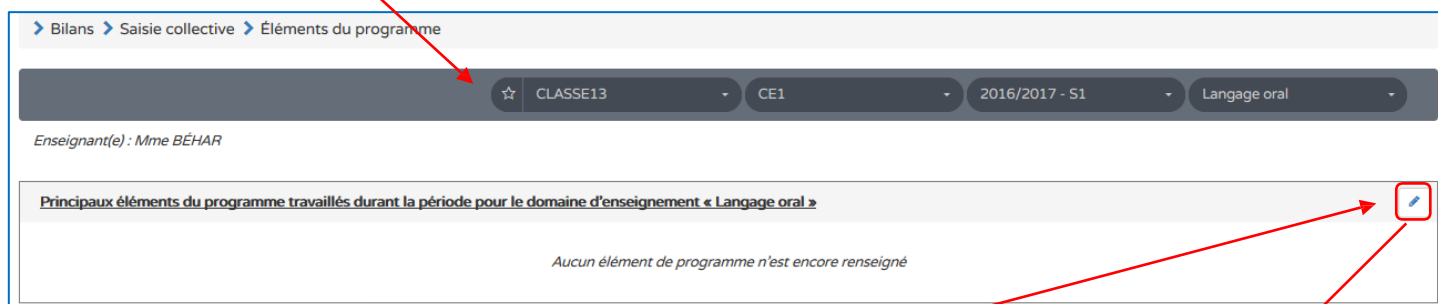 Bilans Saisie collective Éléments du programme
CLASSE13 CE1 2016/2017 - S1 Langage oral
Enseignant(e) : Mme BÉHAR
Principaux éléments du programme travaillés durant la période pour le domaine d'enseignement « Langage oral »
Aucun élément de programme n'est encore renseigné